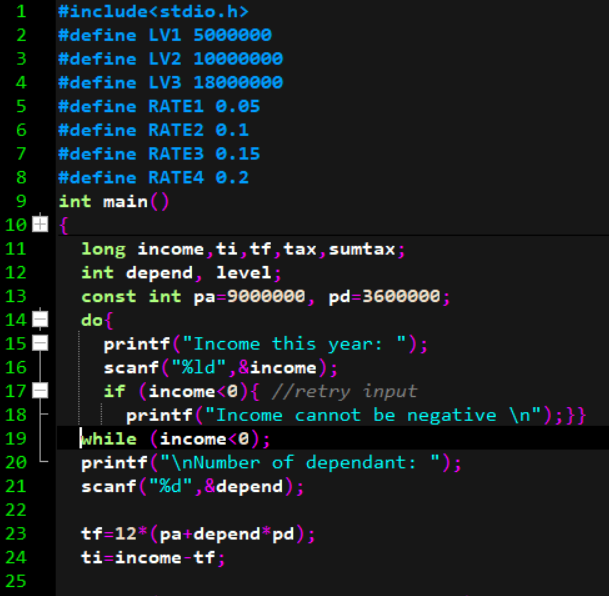 1 #include<stdio.h>
2 #define LV1 5000000
3 #define LV2 10000000
4 #define LV3 18000000
5 #define RATE1 0.05
6 #define RATE2 0.1
7 #define RATE3 0.15
8 #define RATE4 0.2
9 int main()
10 {
11 long income,ti,tf,tax,sumtax;
12 int depend, level;
13 const int pa=9000000, pd=3600000;
14 do{
15 printf("Income this year: ");
16 scanf("%ld",&income);
17 if (income<0){ //retry input
18 printf("Income cannot be negative \n");}}
19 while (income<0);
20 printf("\nNumber of dependant: ");
21 scanf("%d",&depend);
22
23 tf=12*(pa+depend*pd);
24 ti=income-tf;
25